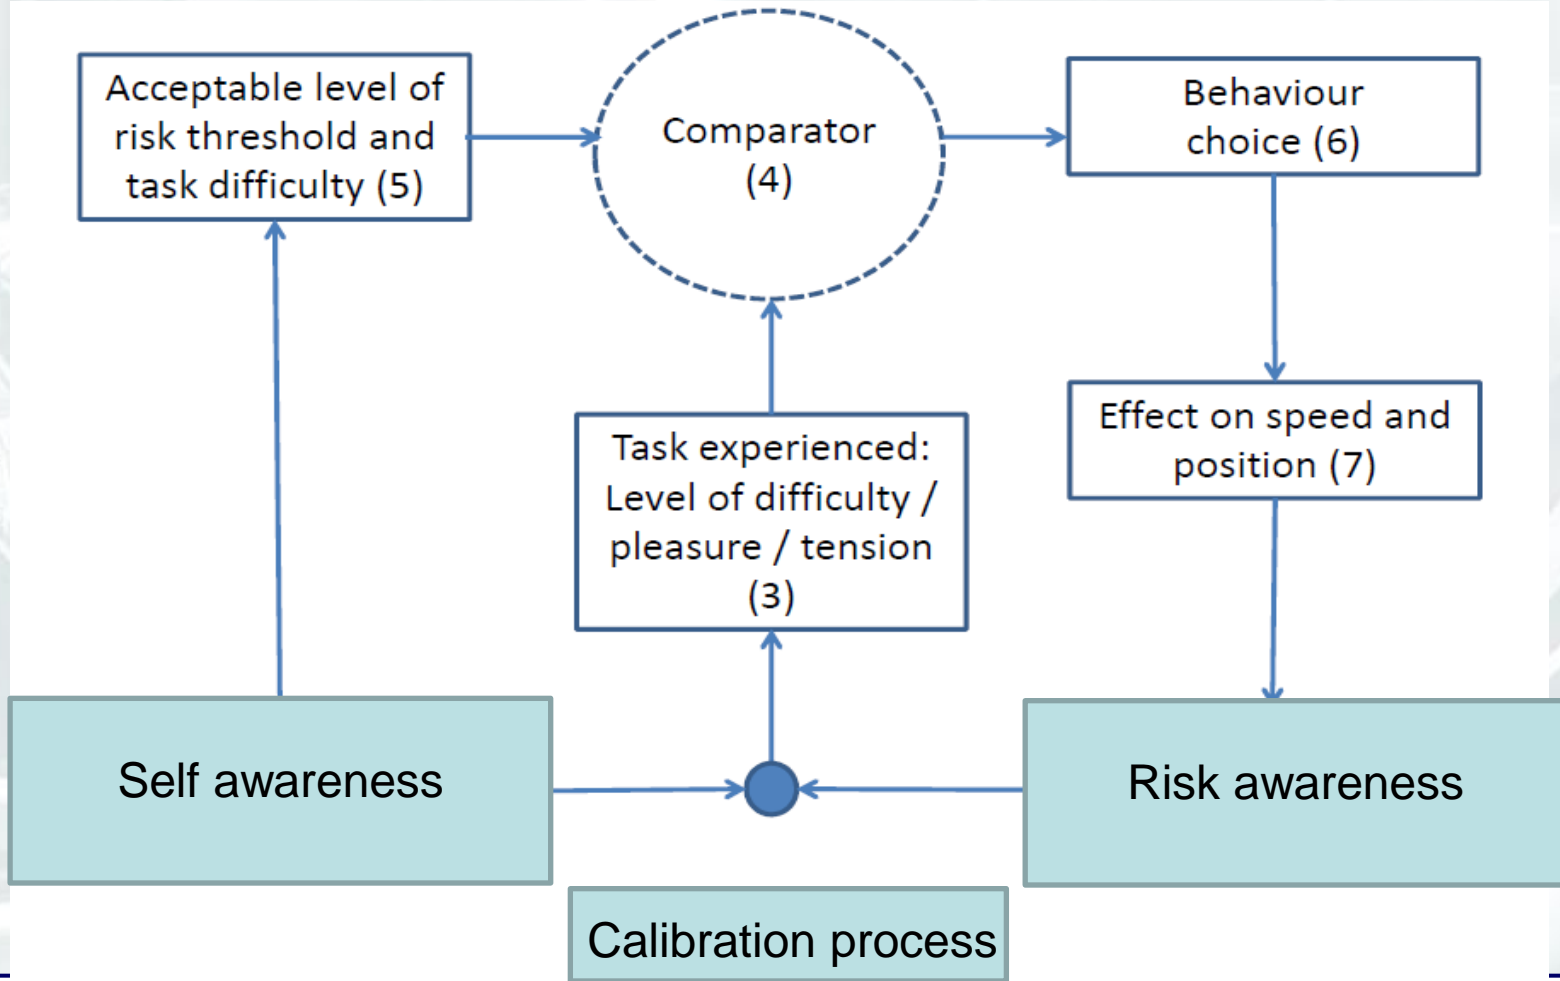 Acceptable level of
risk threshold and
task difficulty (5)
Comparator
(4)
Behaviour
choice (6)
Task experienced:
Level of difficulty /
pleasure / tension
(3)
Effect on speed and
position (7)
Self awareness
Risk awareness
Calibration process